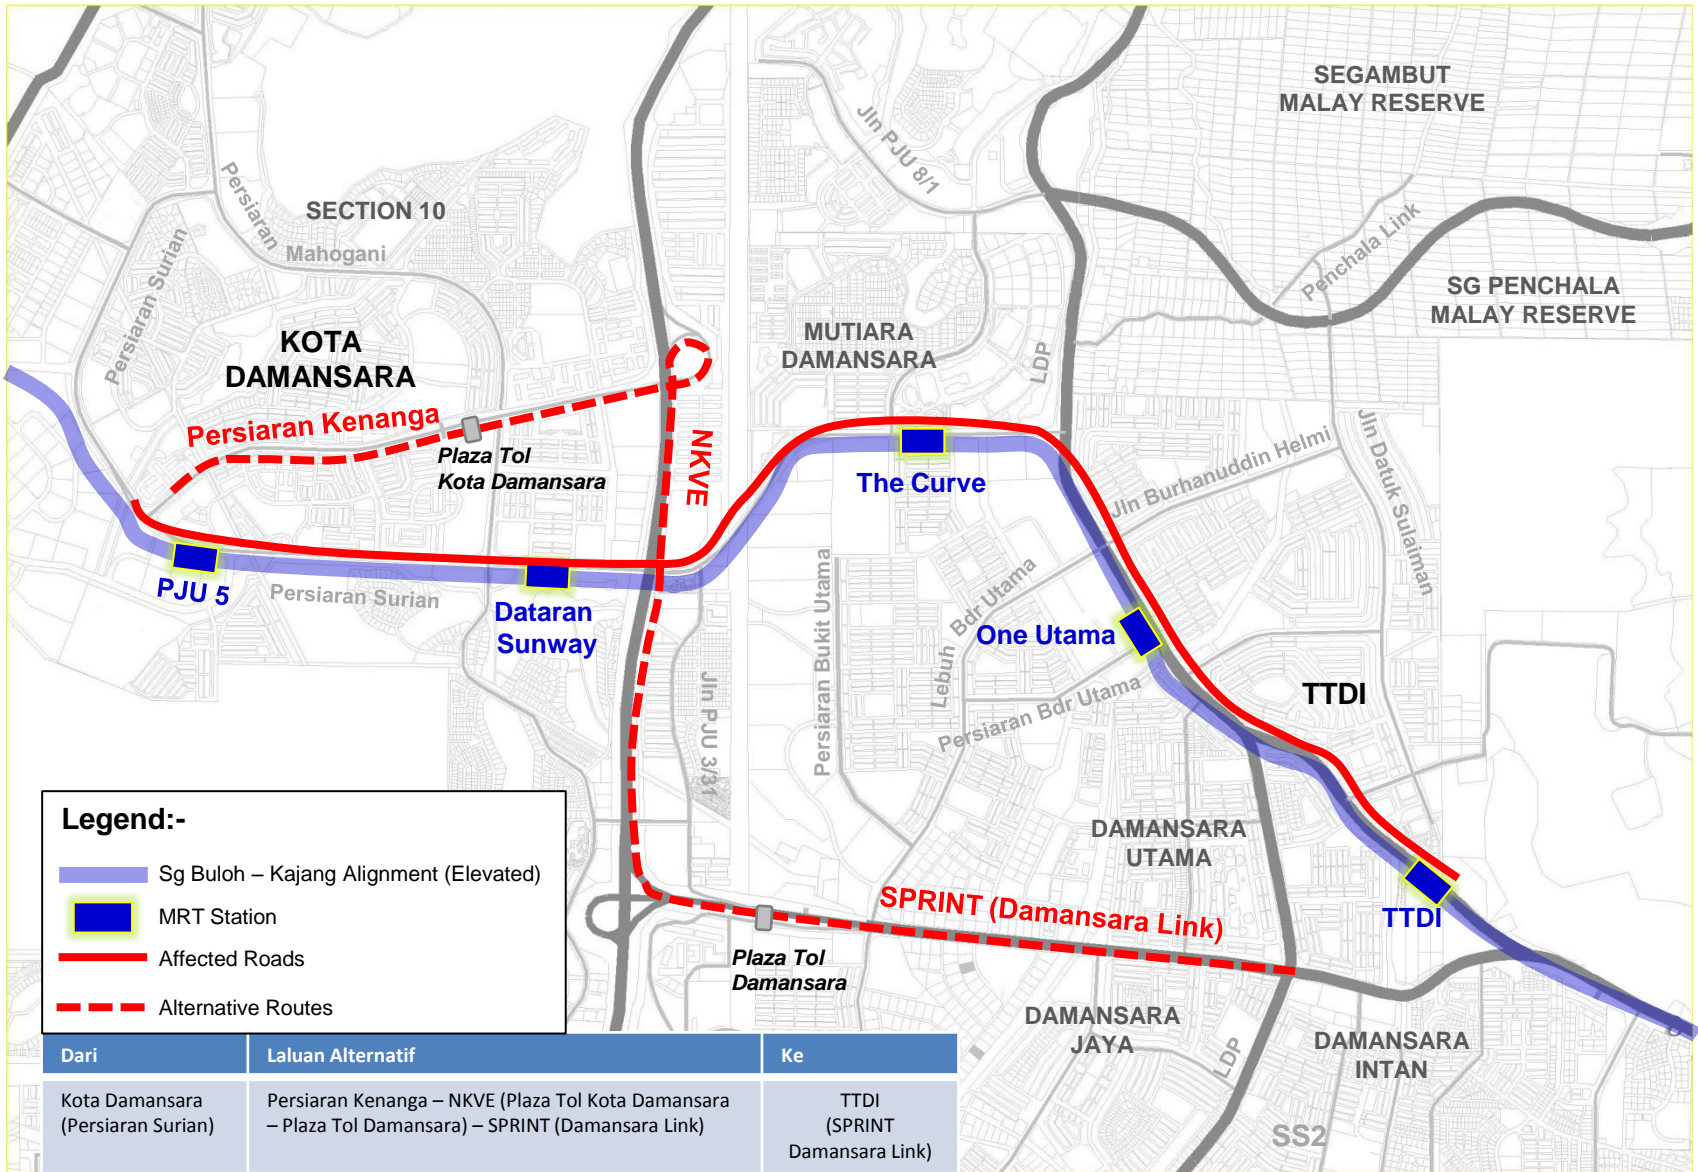 SEGAMBUT
MALAY RESERVE
Jln PJU 8/1
Persiaran
SECTION 10
Mahogani
Persiaran Surian
Penchala Link
SG PENCHALA
MALAY RESERVE
KOTA
DAMANSARA
MUTIARA
DAMANSARA
LDP
Persiaran Kenanga
Plaza Tol
Kota Damansara
NKVE
The Curve
Jln Burhanuddin Helmi
Jln Datuk Sulaiman
PJU 5
Persiaran Surian
Dataran
Sunway
Persiaran Bukit Utama
Lebuh Bdr Utama
One Utama
Persiaran Bdr Utama
TTDI
Jln PJU 3/31
DAMANSARA
UTAMA
SPRINT (Damansara Link)
TTDI
Plaza Tol
Damansara
DAMANSARA
JAYA
LDP
DAMANSARA
INTAN
SS2
Legend:-
Sg Buloh – Kajang Alignment (Elevated)
MRT Station
Affected Roads
Alternative Routes
Dari
Laluan Alternatif
Ke
Kota Damansara
(Persiaran Surian)
Persiaran Kenanga – NKVE (Plaza Tol Kota Damansara
– Plaza Tol Damansara) – SPRINT (Damansara Link)
TTDI
(SPRINT
Damansara Link)